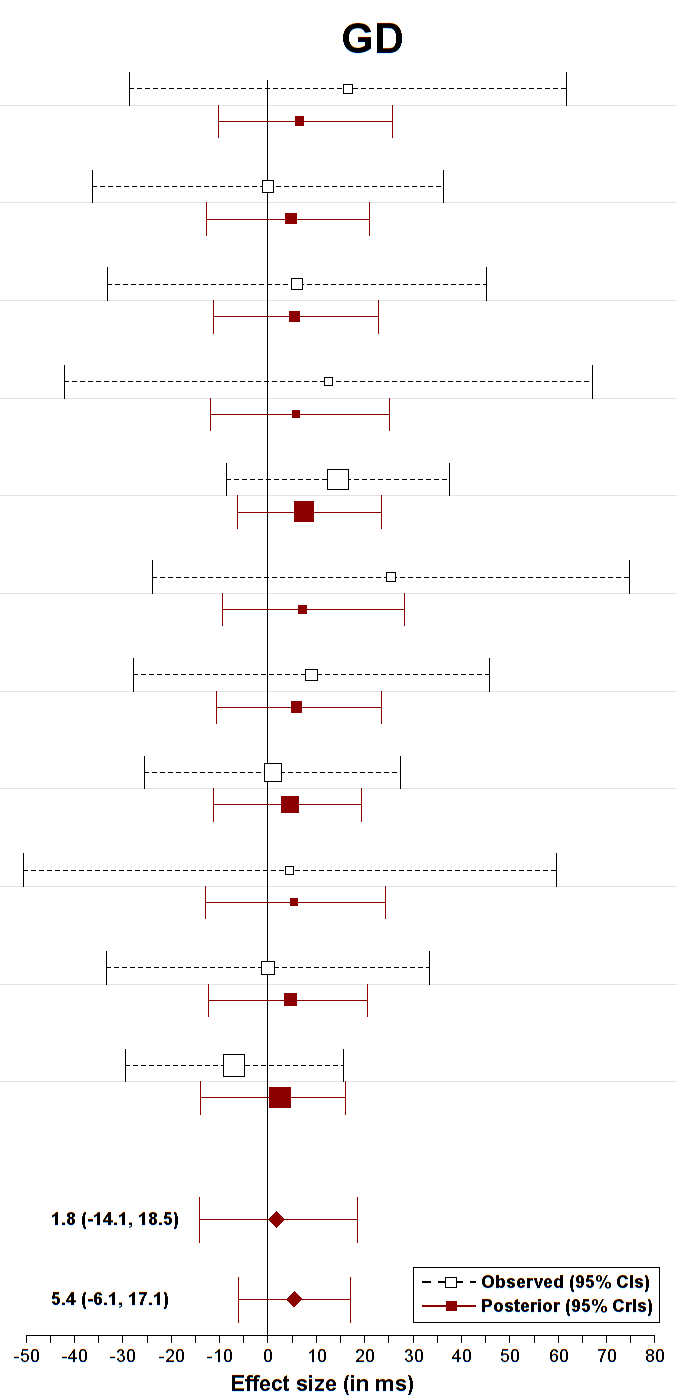 GD
1.8 (-14.1, 18.5)
5.4 (-6.1, 17.1)
Observed (95% CIs)
Posterior (95% CrIs)
-50 -40 -30 -20 -10 0 10 20 30 40 50 60 70 80
Effect size (in ms)